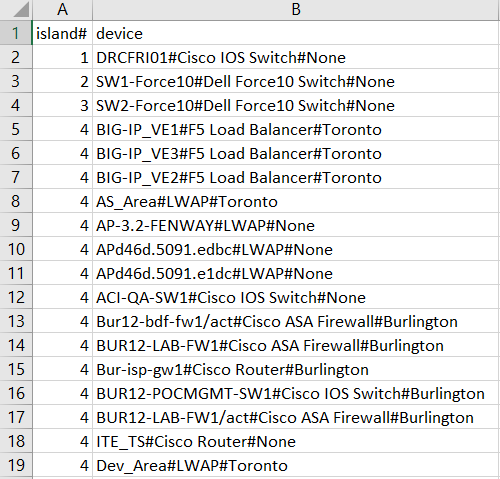 A B
1 island# device
2 1 DRCFRI01#Cisco IOS Switch#None
3 2 SW1-Force10#Dell Force10 Switch#None
4 3 SW2-Force10#Dell Force10 Switch#None
5 4 BIG-IP_VE1#F5 Load Balancer#Toronto
6 4 BIG-IP_VE3#F5 Load Balancer#Toronto
7 4 BIG-IP_VE2#F5 Load Balancer#Toronto
8 4 AS_Area#LWAP#Toronto
9 4 AP-3.2-FENWAY#LWAP#None
10 4 APd46d.5091.edbc#LWAP#None
11 4 APd46d.5091.e1dc#LWAP#None
12 4 ACI-QA-SW1#Cisco IOS Switch#None
13 4 Bur12-bdf-fw1/act#Cisco ASA Firewall#Burlington
14 4 BUR12-LAB-FW1#Cisco ASA Firewall#Burlington
15 4 Bur-isp-gw1#Cisco Router#Burlington
16 4 BUR12-POCMGMT-SW1#Cisco IOS Switch#Burlington
17 4 BUR12-LAB-FW1/act#Cisco ASA Firewall#Burlington
18 4 ITE_TS#Cisco Router#None
19 4 Dev_Area#LWAP#Toronto